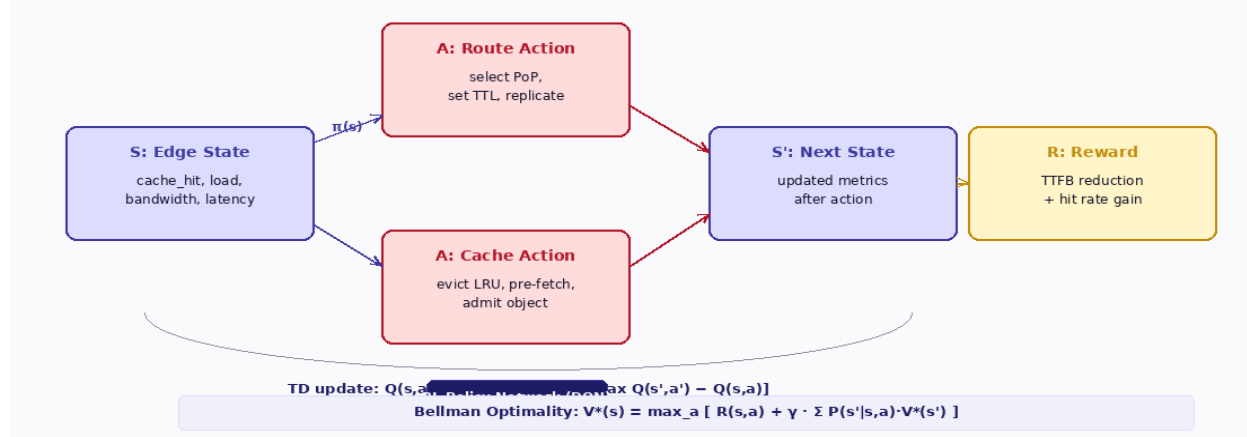 A: Route Action
select PoP,
set TTL, replicate
π(s)
S: Edge State
cache_hit, load,
bandwidth, latency
S': Next State
updated metrics
after action
R: Reward
TTFB reduction
+ hit rate gain
A: Cache Action
evict LRU, pre-fetch,
admit object
TD update: Q(s,a Q(s',a') − Q(s,a)]
Policy Network
Bellman Optimality: V*(s) = max_a [ R(s,a) + γ · Σ P(s'|s,a)·V*(s') ]